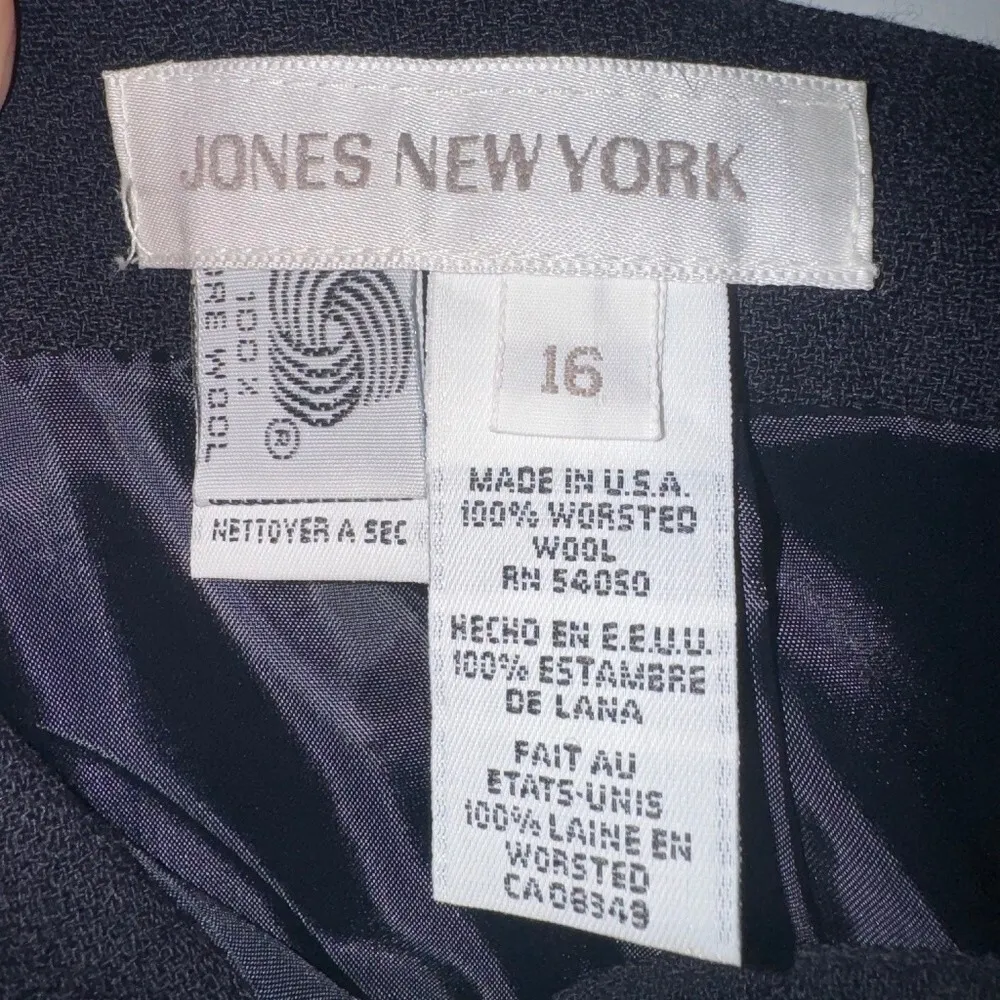 JONES NEW YORK
100%
WOOL
®
NETTOYER A SEC
16
MADE IN U.S.A.
100% WORSTED
WOOL
RN 54050
HECHO EN E.E.U.U.
100% ESTAMBRE
DE LANA
FAIT AU
ETATS-UNIS
100% LAINE EN
WORSTED
CA08349